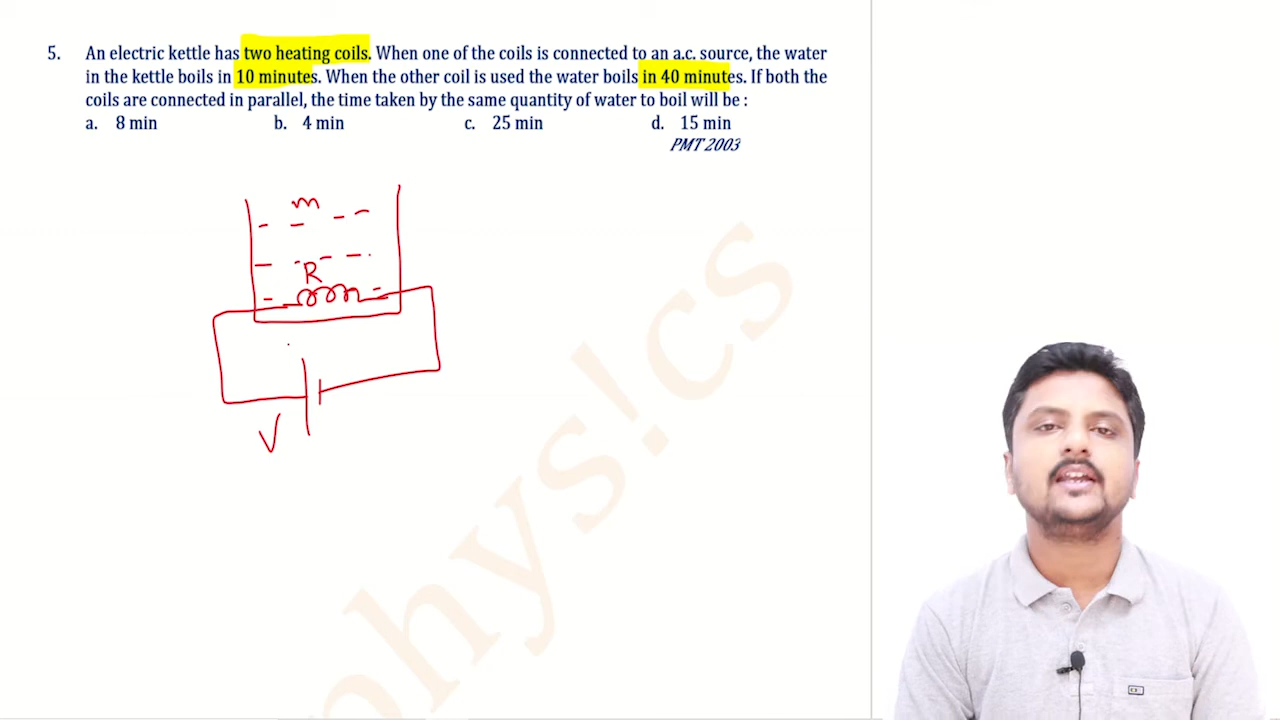 5. An electric kettle has two heating coils. When one of the coils is connected to an a.c. source, the water
in the kettle boils in 10 minutes. When the other coil is used the water boils in 40 minutes. If both the
coils are connected in parallel, the time taken by the same quantity of water to boil will be :
a. 8 min b. 4 min c. 25 min d. 15 min
PMT 2003
m
R
V
phys!cs